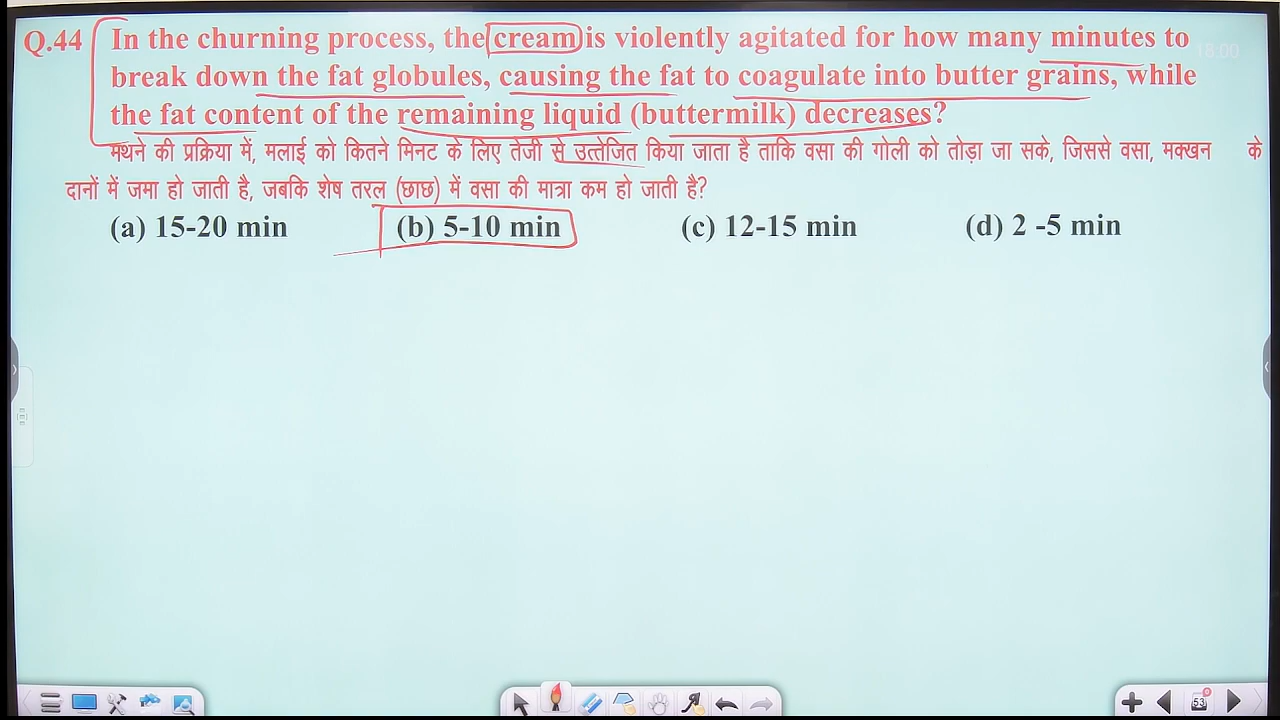 Q.44 In the churning process, the cream is violently agitated for how many minutes to
18:00
break down the fat globules, causing the fat to coagulate into butter grains, while
the fat content of the remaining liquid (buttermilk) decreases?
मथने की प्रक्रिया में, मलाई को कितने मिनट के लिए तेजी से उत्तेजित किया जाता है ताकि वसा की गोली को तोड़ा जा सके, जिससे वसा, मक्खन के
दानों में जमा हो जाती है, जबकि शेष तरल (छाछ) में वसा की मात्रा कम हो जाती है?
(a) 15-20 min (b) 5-10 min (c) 12-15 min (d) 2 -5 min
53